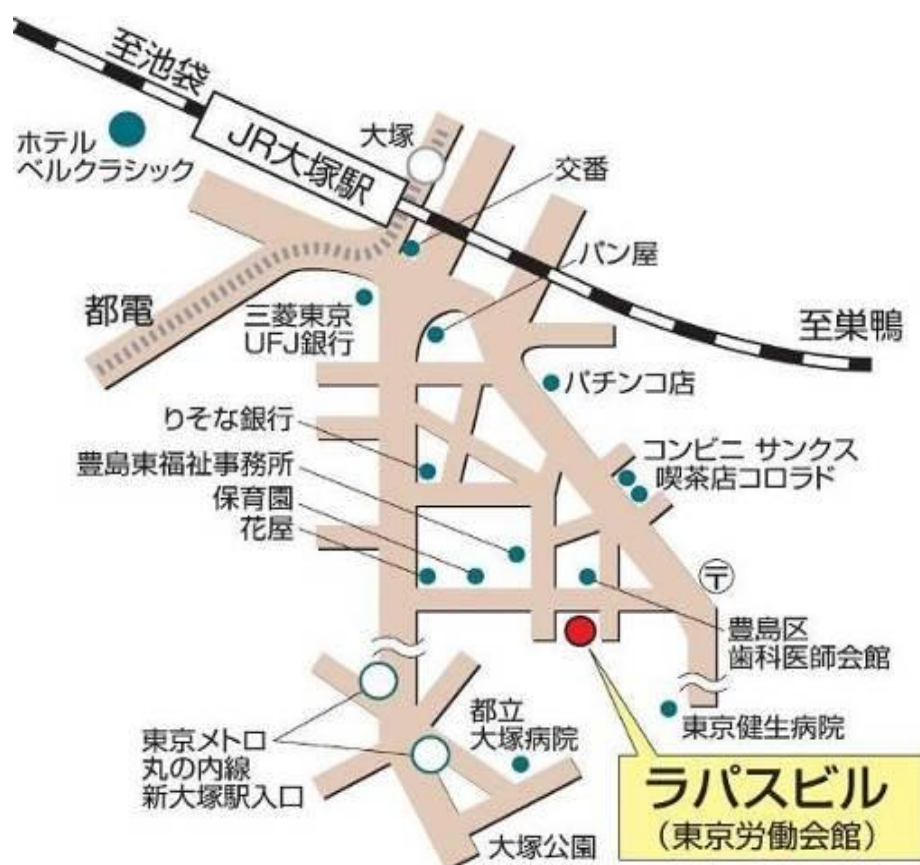 至池袋
JR大塚駅
大塚
ホテル
ベルクラシック
交番
パン屋
都電
三菱東京
UFJ銀行
至巣鴨
パチンコ店
りそな銀行
豊島東福祉事務所
保育園
花屋
コンビニ サンクス
喫茶店コロラド
〒
豊島区
歯科医師会館
東京メトロ
丸の内線
新大塚駅入口
都立
大塚病院
東京健生病院
大塚公園
ラパスビル
(東京労働会館)